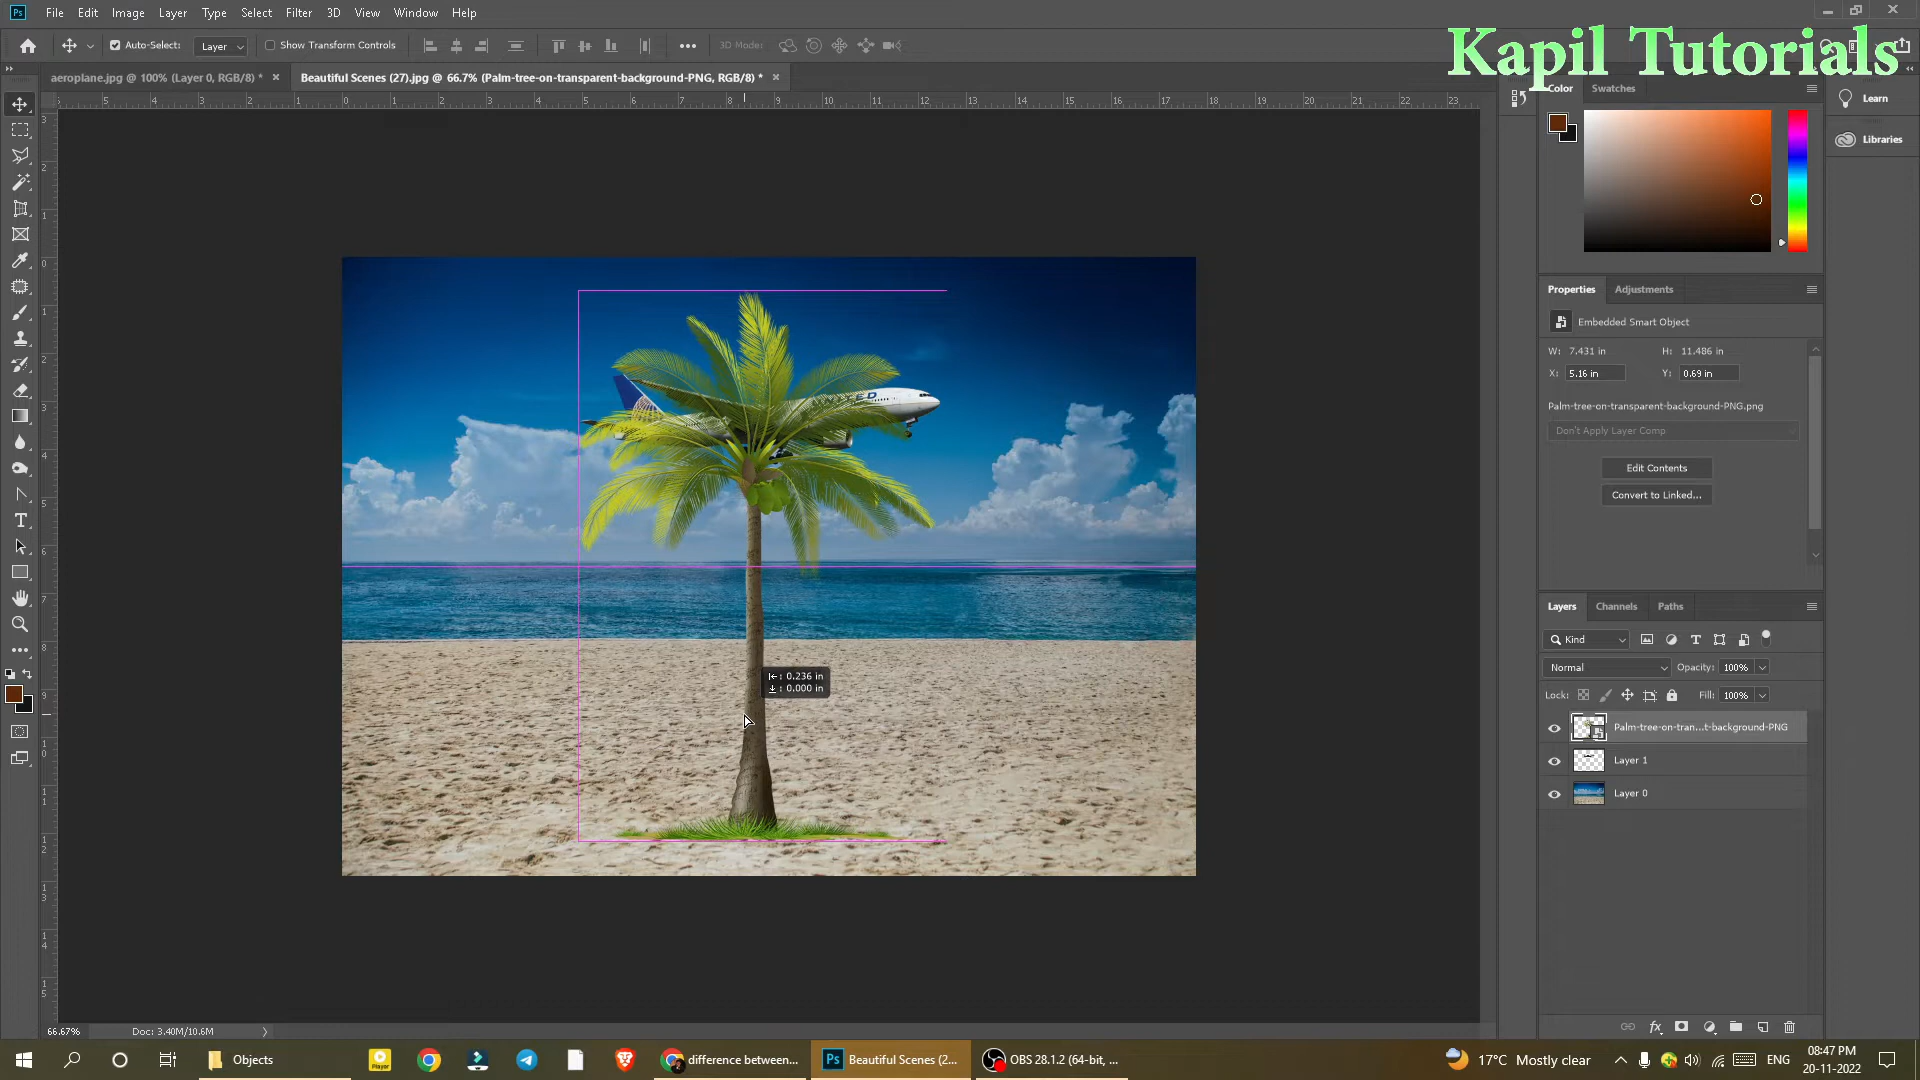 Ps File Edit Image Layer Type Select Filter 3D View Window Help
Kapil Tutorials
Auto-Select: Layer Show Transform Controls 3D Mode:
aeroplane.jpg @ 100% (Layer 0, RGB/8) *
Beautiful Scenes (27).jpg @ 66.7% (Palm-tree-on-transparent-background-PNG, RGB/8) *
Color Swatches
Learn
Libraries
Properties Adjustments
Embedded Smart Object
W: 7.431 in H: 11.486 in
X: 5.16 in Y: 0.69 in
Palm-tree-on-transparent-background-PNG.png
Don't Apply Layer Comp
Edit Contents
Convert to Linked...
: 0.236 in
: 0.000 in
Layers Channels Paths
Kind
Normal Opacity: 100%
Lock: Fill: 100%
Palm-tree-on-tran...t-background-PNG
Layer 1
Layer 0
66.67% Doc: 3.40M/10.6M
Objects
Player
difference between...
Ps Beautiful Scenes (2...
OBS 28.1.2 (64-bit, ...
17°C Mostly clear
ENG
08:47 PM
20-11-2022